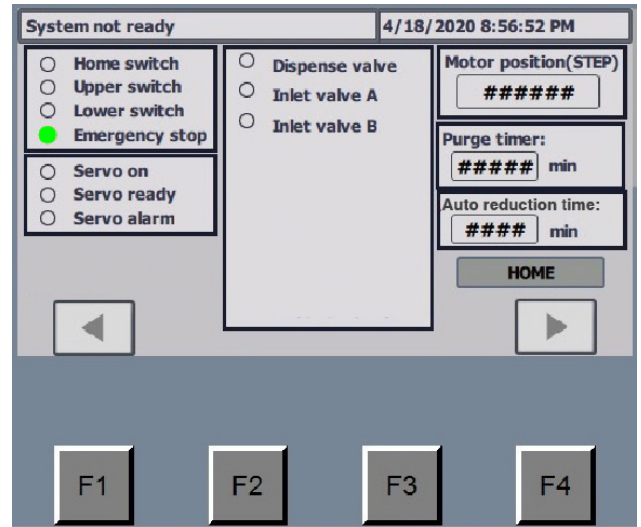 System not ready
4/18/2020 8:56:52 PM
Home switch
Upper switch
Lower switch
Emergency stop
Servo on
Servo ready
Servo alarm
Dispense valve
Inlet valve A
Inlet valve B
Motor position(STEP)
######
Purge timer:
##### min
Auto reduction time:
#### min
HOME
F1 F2 F3 F4